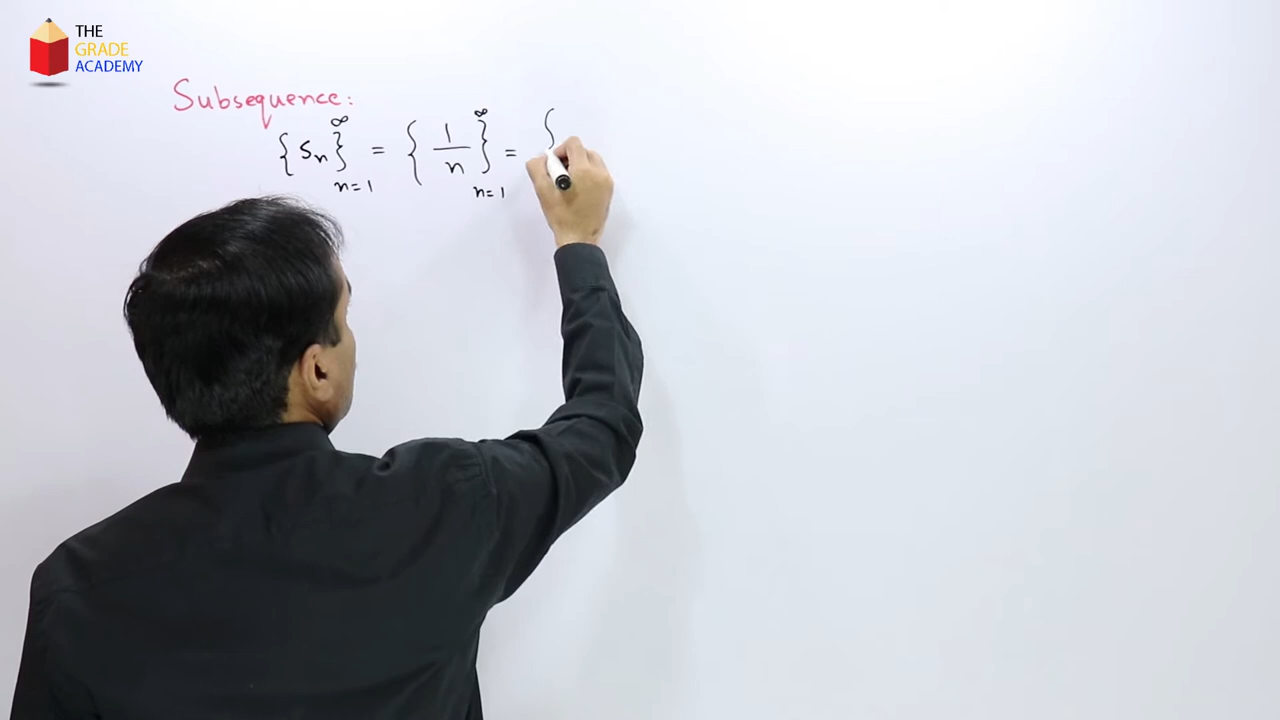 THE
GRADE
ACADEMY
Subsequence:
{Sₙ}^∞_{n=1} = {1/n}^∞_{n=1} = {